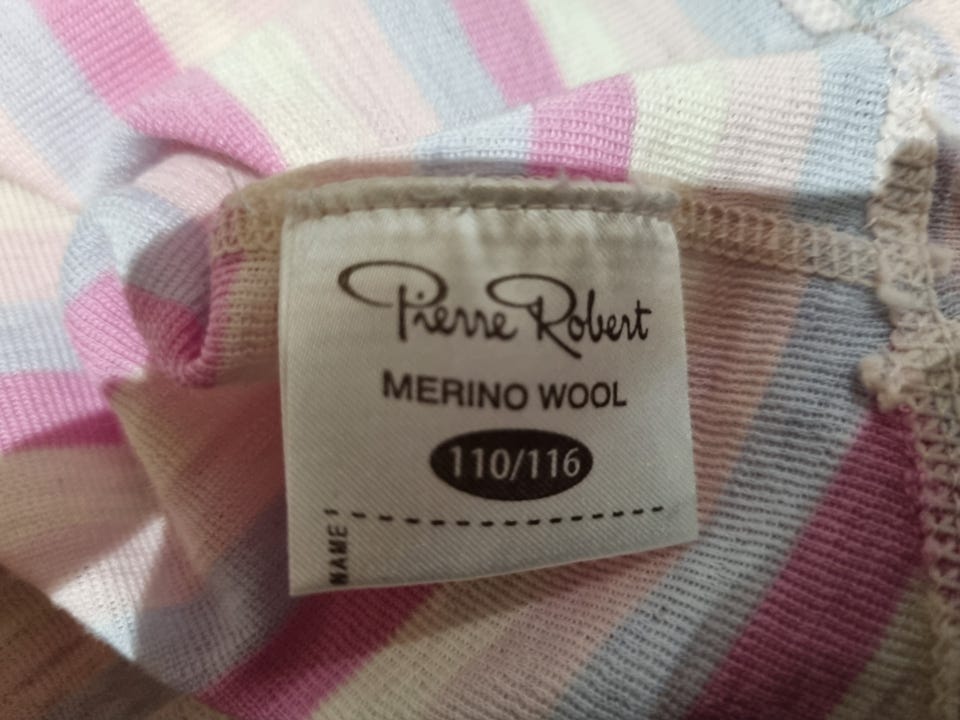 Pierre Robert
MERINO WOOL
110/116
NAME